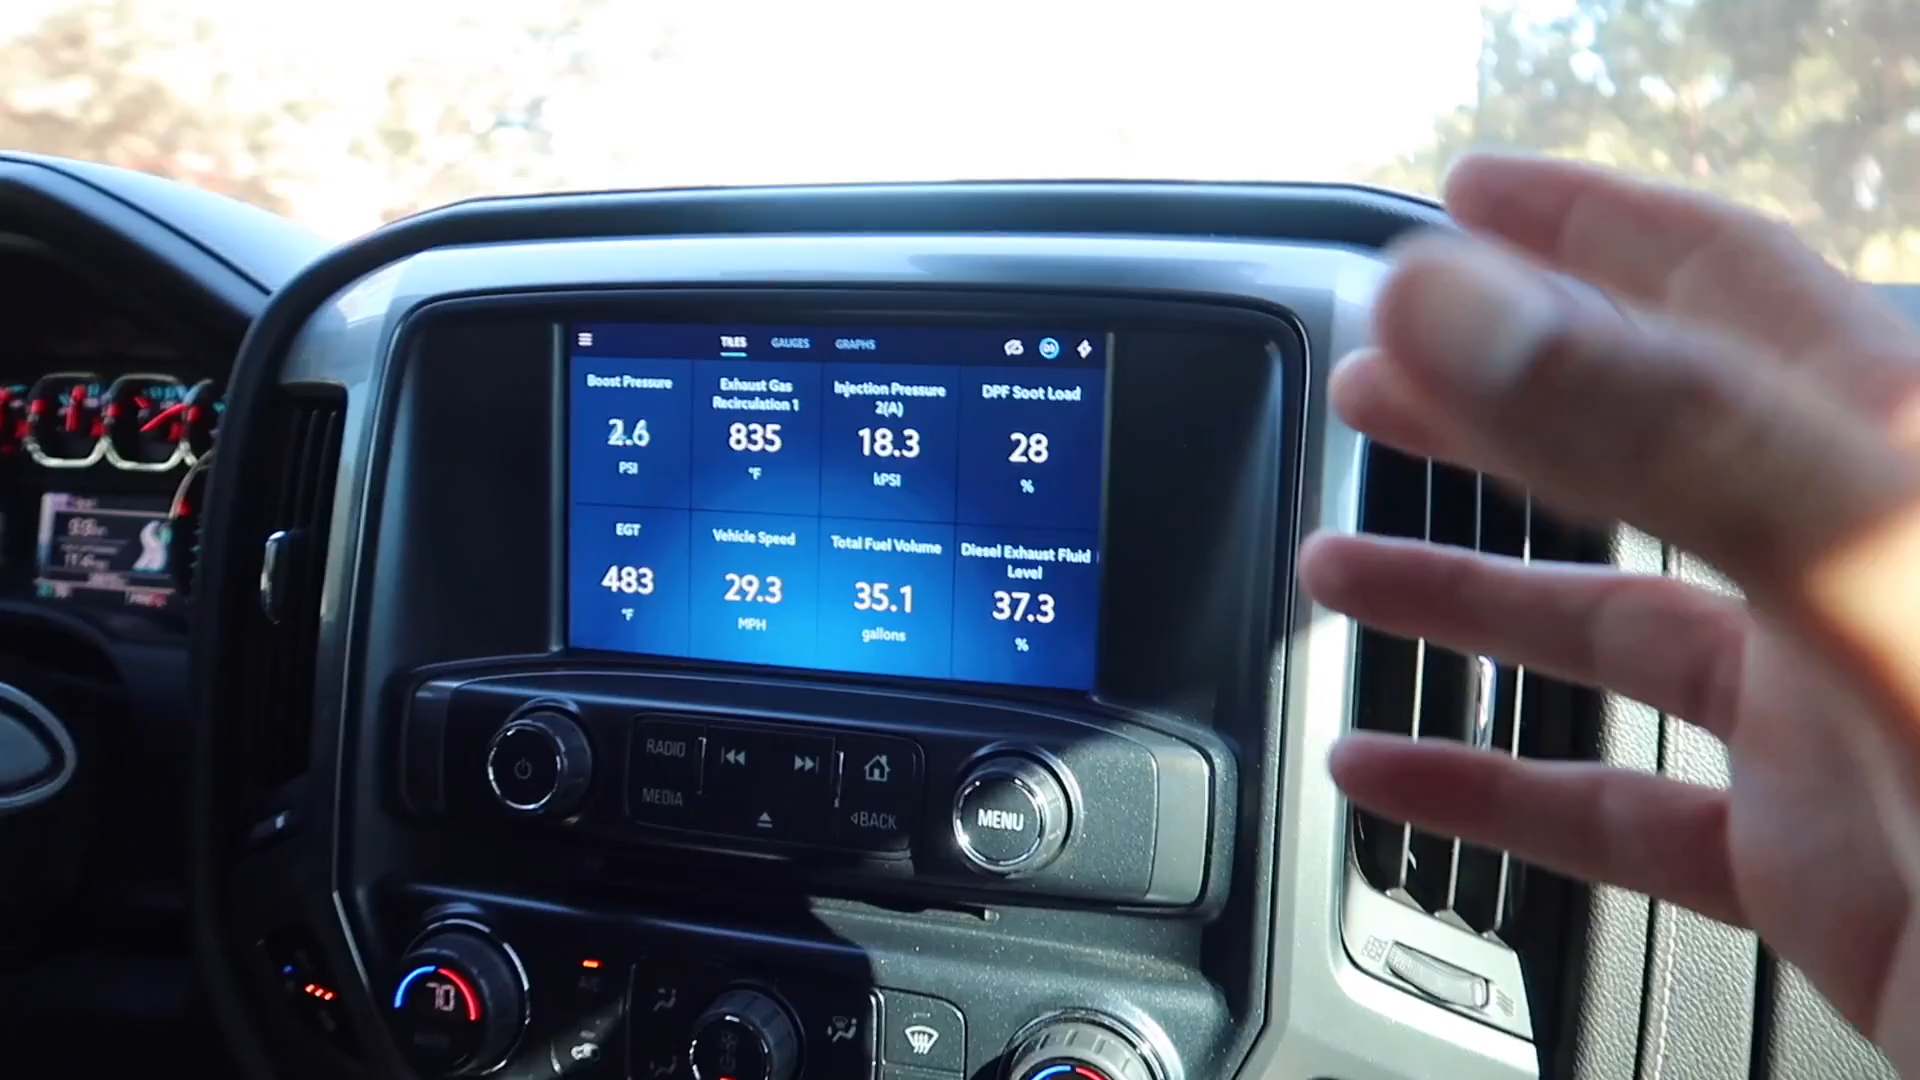 TILES GAUGES GRAPHS
Boost Pressure
2.6
PSI
Exhaust Gas
Recirculation 1
835
°F
Injection Pressure
2(A)
18.3
kPSI
DPF Soot Load
28
%
EGT
483
°F
Vehicle Speed
29.3
MPH
Total Fuel Volume
35.1
gallons
Diesel Exhaust Fluid
Level
37.3
%
RADIO
MEDIA
BACK
MENU
70
A/C